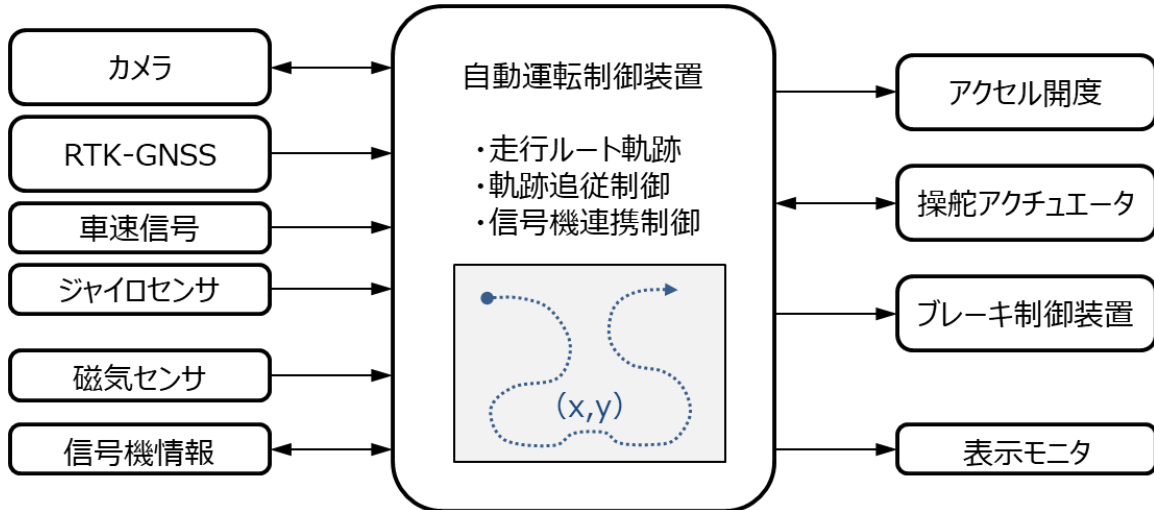 カメラ
RTK-GNSS
車速信号
ジャイロセンサ
磁気センサ
信号機情報
自動運転制御装置
・走行ルート軌跡
・軌跡追従制御
・信号機連携制御
(x,y)
アクセル開度
操舵アクチュエータ
ブレーキ制御装置
表示モニタ